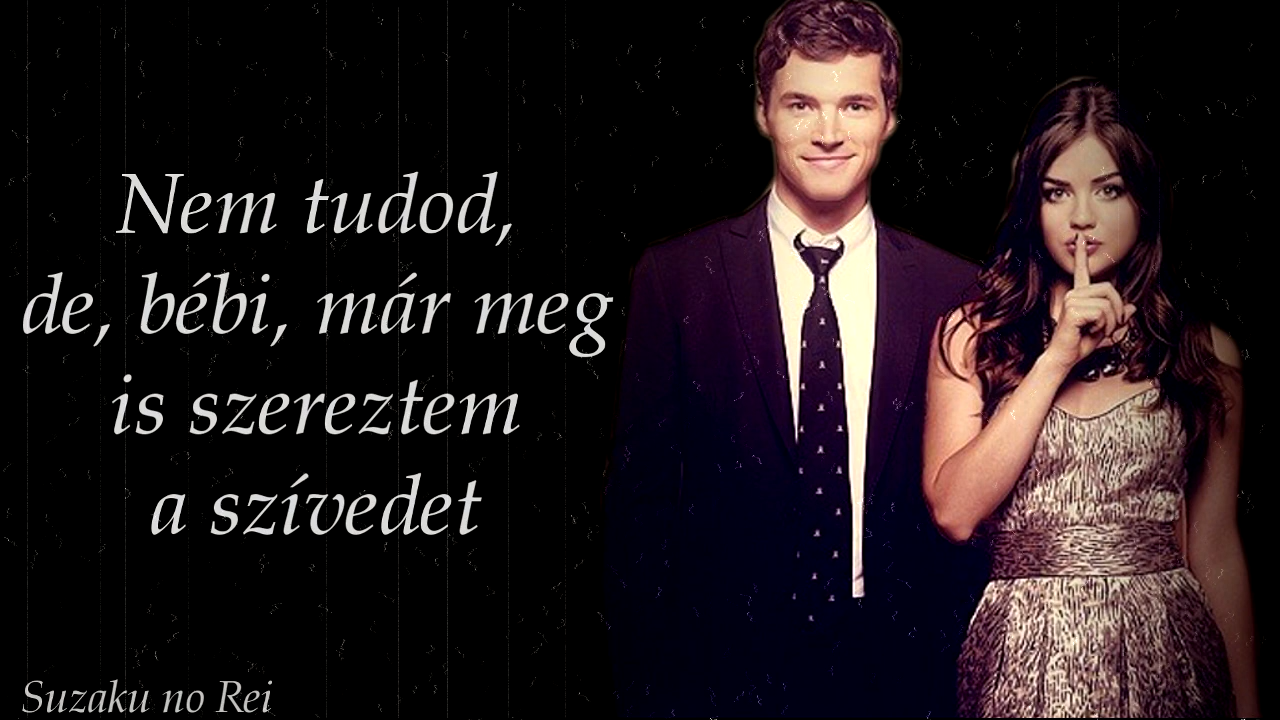 Nem tudod,
de, bébi, már meg
is szereztem
a szívedet
Suzaku no Rei